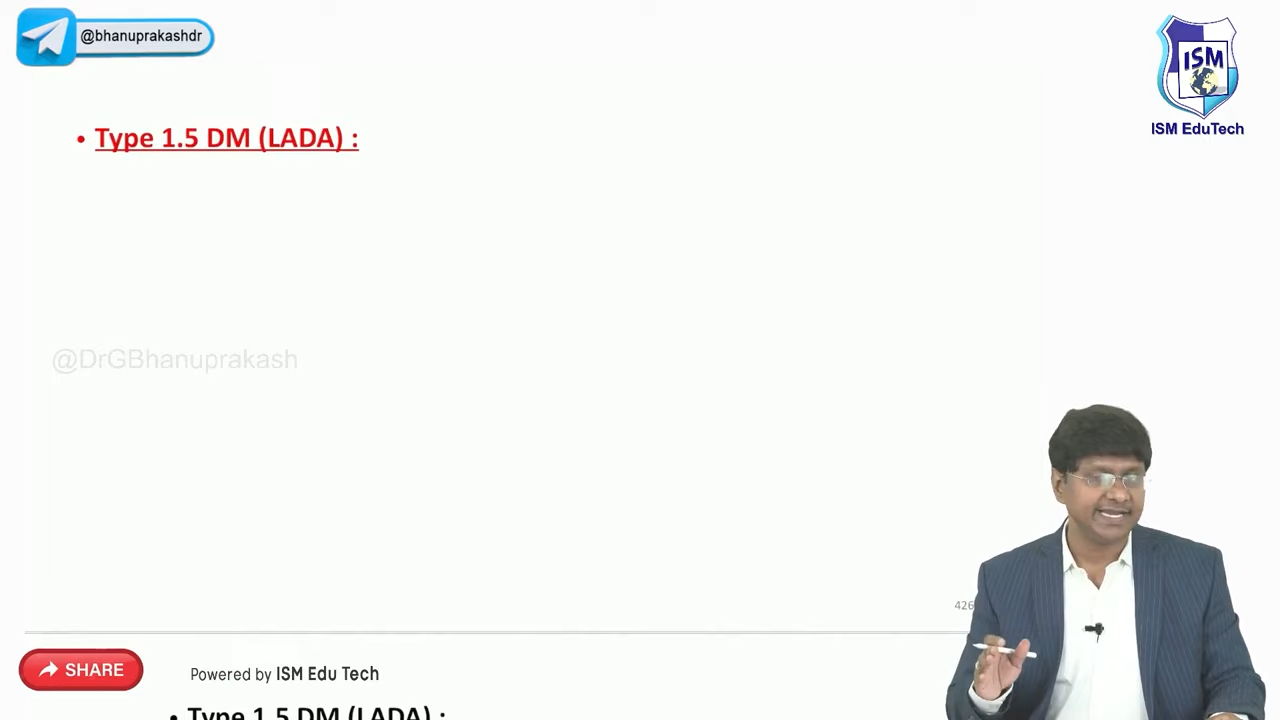 @bhanuprakashdr
ISM
ISM EduTech
• Type 1.5 DM (LADA) :
@DrGBhanuprakash
426
SHARE
Powered by ISM Edu Tech
• Type 1.5 DM (LADA) :